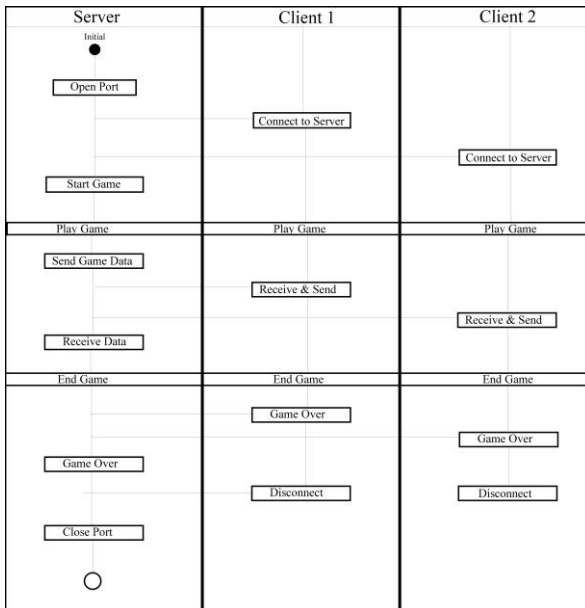 Server Client 1 Client 2
Initial
Open Port
Connect to Server
Connect to Server
Start Game
Play Game Play Game Play Game
Send Game Data
Receive & Send
Receive & Send
Receive Data
End Game End Game End Game
Game Over
Game Over
Game Over
Disconnect Disconnect
Close Port